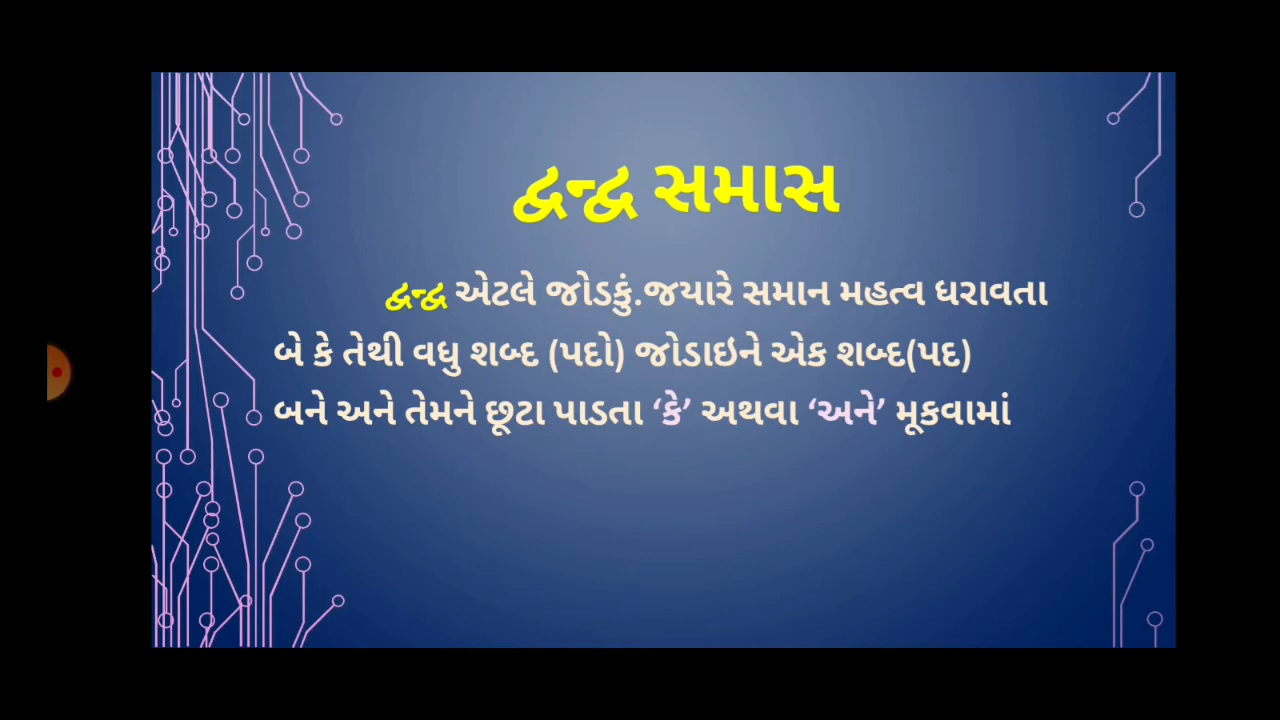 દ્વન્દ્વ સમાસ
દ્વન્દ્વ એટલે જોડકું.જયારે સમાન મહત્વ ધરાવતા
બે કે તેથી વધુ શબ્દ (પદો) જોડાઇને એક શબ્દ(પદ)
બને અને તેમને છૂટા પાડતા ‘કે’ અથવા ‘અને’ મૂકવામાં